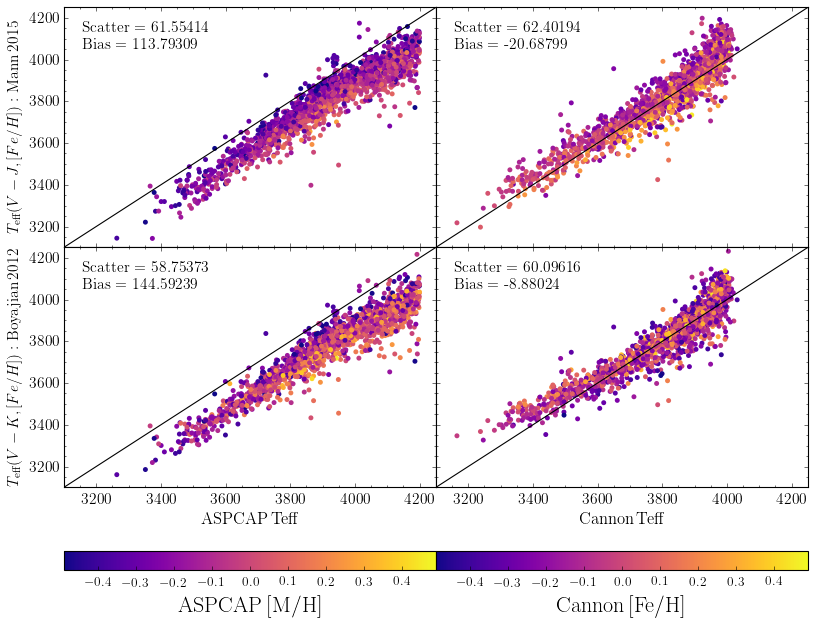 4200
4000
3800
3600
3400
3200
T_eff(V − J, [Fe/H]) : Mann 2015
Scatter = 61.55414
Bias = 113.79309
Scatter = 62.40194
Bias = -20.68799
4200
4000
3800
3600
3400
3200
T_eff(V − K, [Fe/H]) : Boyajian 2012
Scatter = 58.75373
Bias = 144.59239
Scatter = 60.09616
Bias = -8.88024
3200 3400 3600 3800 4000 4200
3200 3400 3600 3800 4000 4200
ASPCAP Teff
Cannon Teff
−0.4 −0.3 −0.2 −0.1 0.0 0.1 0.2 0.3 0.4
−0.4 −0.3 −0.2 −0.1 0.0 0.1 0.2 0.3 0.4
ASPCAP [M/H]
Cannon [Fe/H]